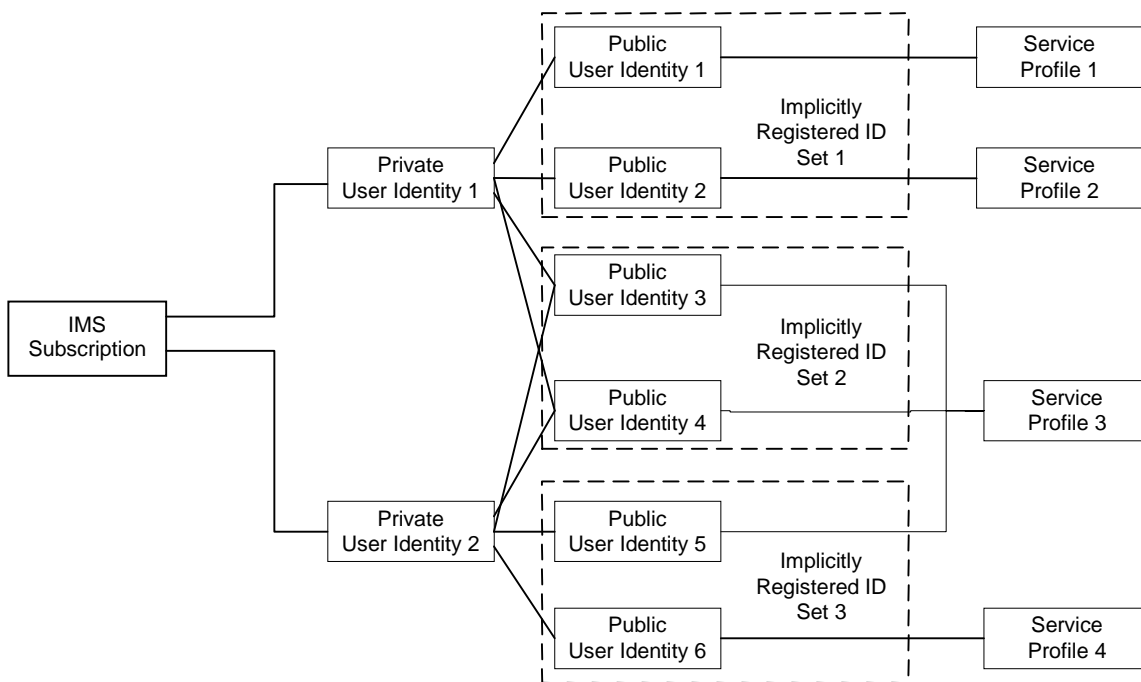 IMS
Subscription
Private
User Identity 1
Private
User Identity 2
Public
User Identity 1
Public
User Identity 2
Implicitly
Registered ID
Set 1
Public
User Identity 3
Public
User Identity 4
Implicitly
Registered ID
Set 2
Public
User Identity 5
Public
User Identity 6
Implicitly
Registered ID
Set 3
Service
Profile 1
Service
Profile 2
Service
Profile 3
Service
Profile 4